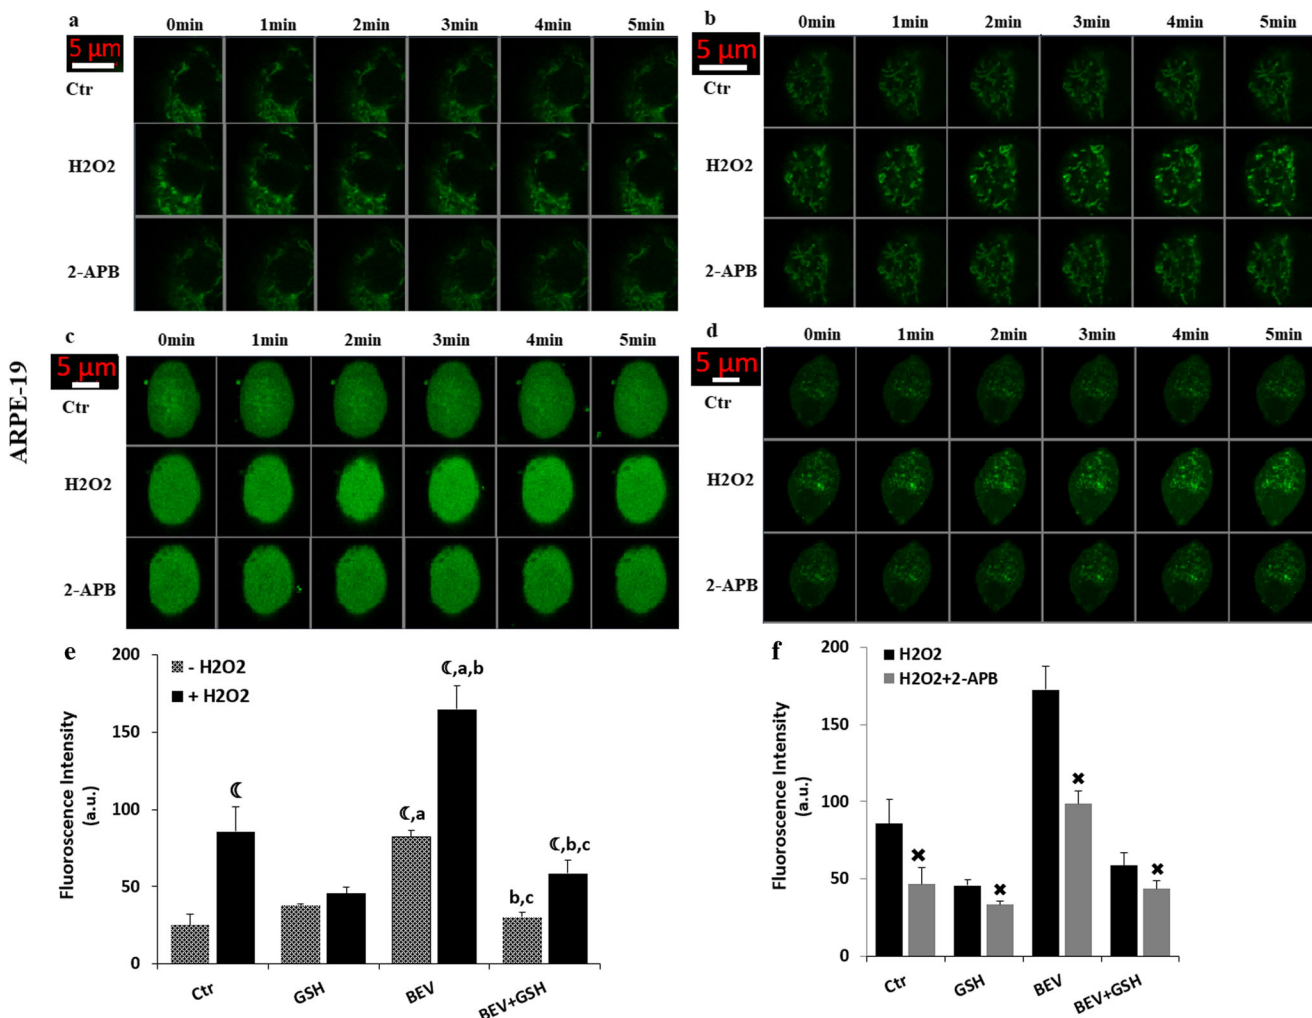 a
0min 1min 2min 3min 4min 5min
5 µm
Ctr
H2O2
2-APB
b
0min 1min 2min 3min 4min 5min
5 µm
Ctr
H2O2
2-APB
ARPE-19
c
0min 1min 2min 3min 4min 5min
5 µm
Ctr
H2O2
2-APB
d
0min 1min 2min 3min 4min 5min
5 µm
Ctr
H2O2
2-APB
e
- H2O2
+ H2O2
Fluoroscence Intensity
(a.u.)
200
150
100
50
0
☾
☾,a
☾,a,b
b,c
☾,b,c
Ctr GSH BEV BEV+GSH
f
H2O2
H2O2+2-APB
Fluoroscence Intensity
(a.u.)
200
150
100
50
0
✖ ✖ ✖ ✖
Ctr GSH BEV BEV+GSH